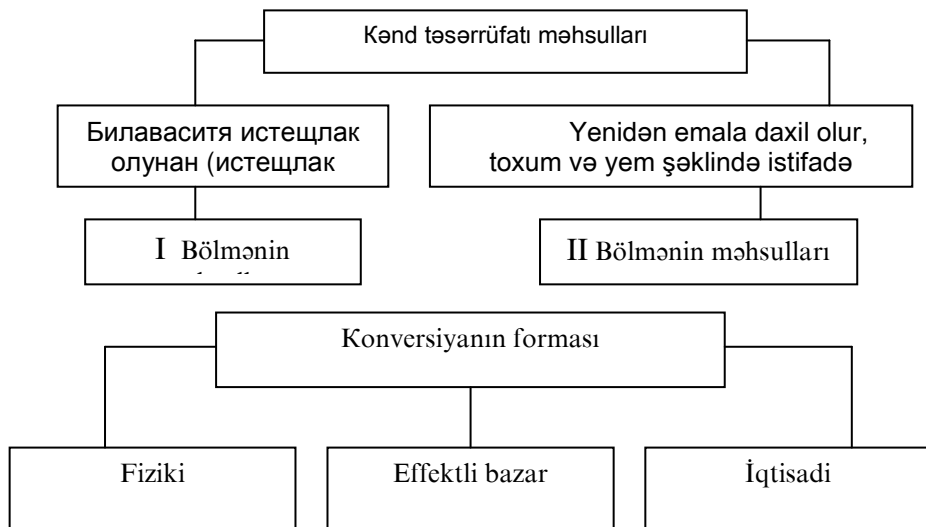 Kənd təsərrüfatı məhsulları
Билаваситя истещлак
олунан (истещлак
Yenidən emala daxil olur,
toxum və yem şəklində istifadə
I Bölmənin
II Bölmənin məhsulları
Konversiyanın forması
Fiziki
Effektli bazar
İqtisadi